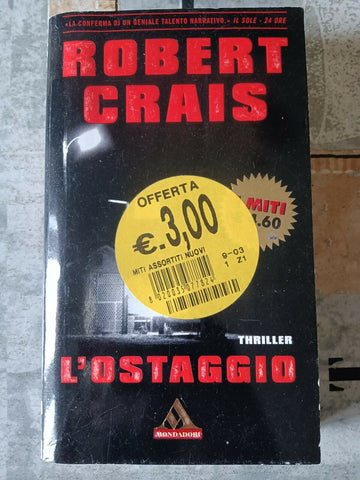 «LA CONFERMA DI UN GENIALE TALENTO NARRATIVO.» IL SOLE - 24 ORE
ROBERT
CRAIS
OFFERTA
€.3,00
MITI ASSORTITI NUOVI
9-03
1 Z1
MITI
THRILLER
L'OSTAGGIO
MONDADORI